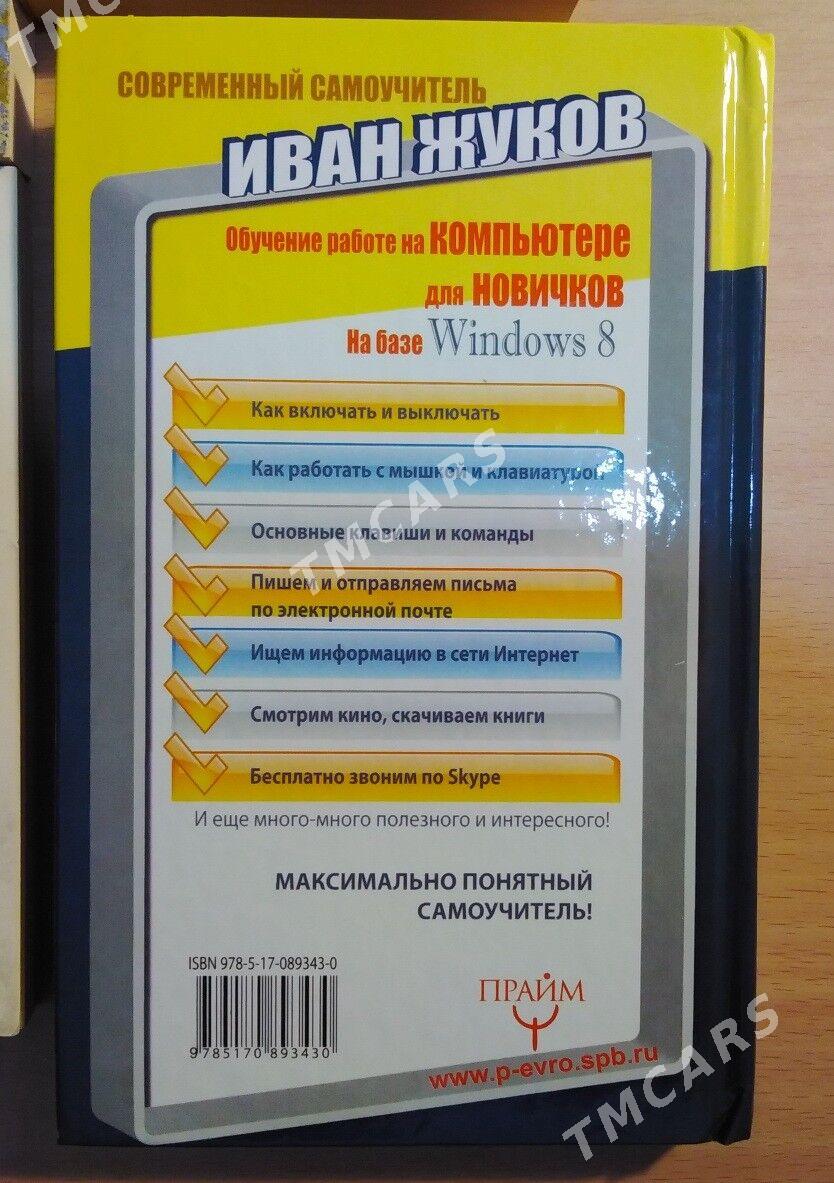 TMCARS
СОВРЕМЕННЫЙ САМОУЧИТЕЛЬ
ИВАН ЖУКОВ
Обучение работе на КОМПЬЮТЕРЕ
для НОВИЧКОВ
На базе Windows 8
Как включать и выключать
Как работать с мышкой и клавиатурой
Основные клавиши и команды
TMCARS
Пишем и отправляем письма
по электронной почте
Ищем информацию в сети Интернет
Смотрим кино, скачиваем книги
Бесплатно звоним по Skype
И еще много-много полезного и интересного!
МАКСИМАЛЬНО ПОНЯТНЫЙ
САМОУЧИТЕЛЬ!
ISBN 978-5-17-089343-0
9 785170 893430
ПРАЙМ
www.p-evro.spb.ru
TMCARS